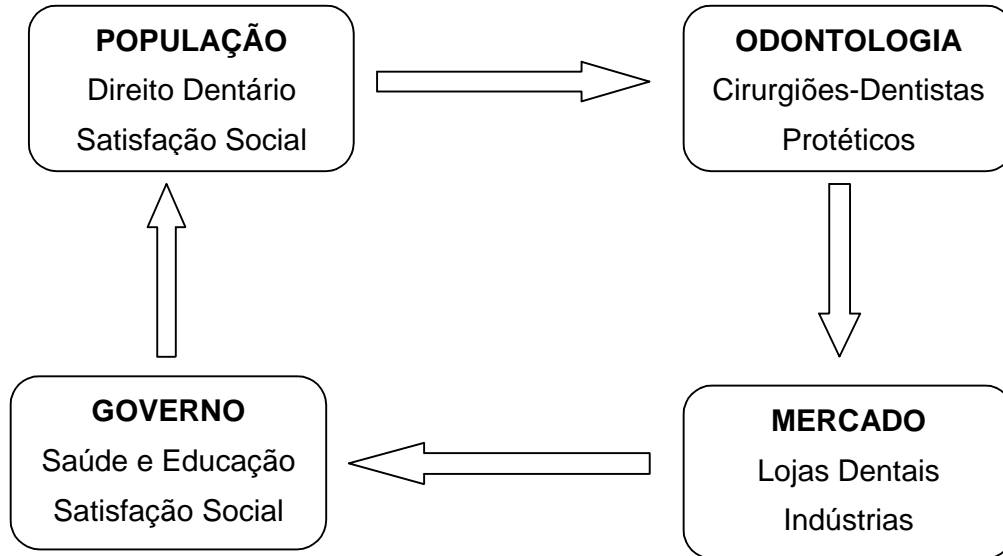 POPULAÇÃO
Direito Dentário
Satisfação Social
ODONTOLOGIA
Cirurgiões-Dentistas
Protéticos
GOVERNO
Saúde e Educação
Satisfação Social
MERCADO
Lojas Dentais
Indústrias